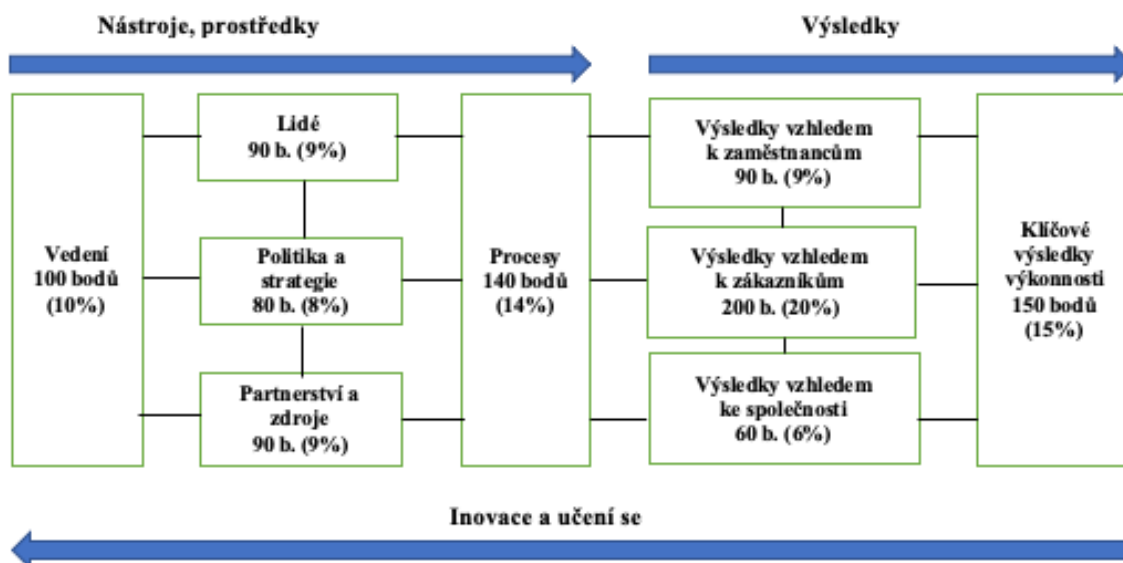 Nástroje, prostředky
Výsledky
Vedení
100 bodů
(10%)
Lidé
90 b. (9%)
Politika a
strategie
80 b. (8%)
Partnerství a
zdroje
90 b. (9%)
Procesy
140 bodů
(14%)
Výsledky vzhledem
k zaměstnancům
90 b. (9%)
Výsledky vzhledem
k zákazníkům
200 b. (20%)
Výsledky vzhledem
ke společnosti
60 b. (6%)
Klíčové
výsledky
výkonnosti
150 bodů
(15%)
Inovace a učení se